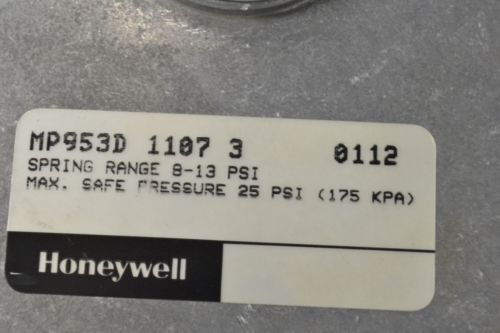 MP953D 1107 3 0112
SPRING RANGE 8-13 PSI
MAX. SAFE PRESSURE 25 PSI (175 KPA)
Honeywell